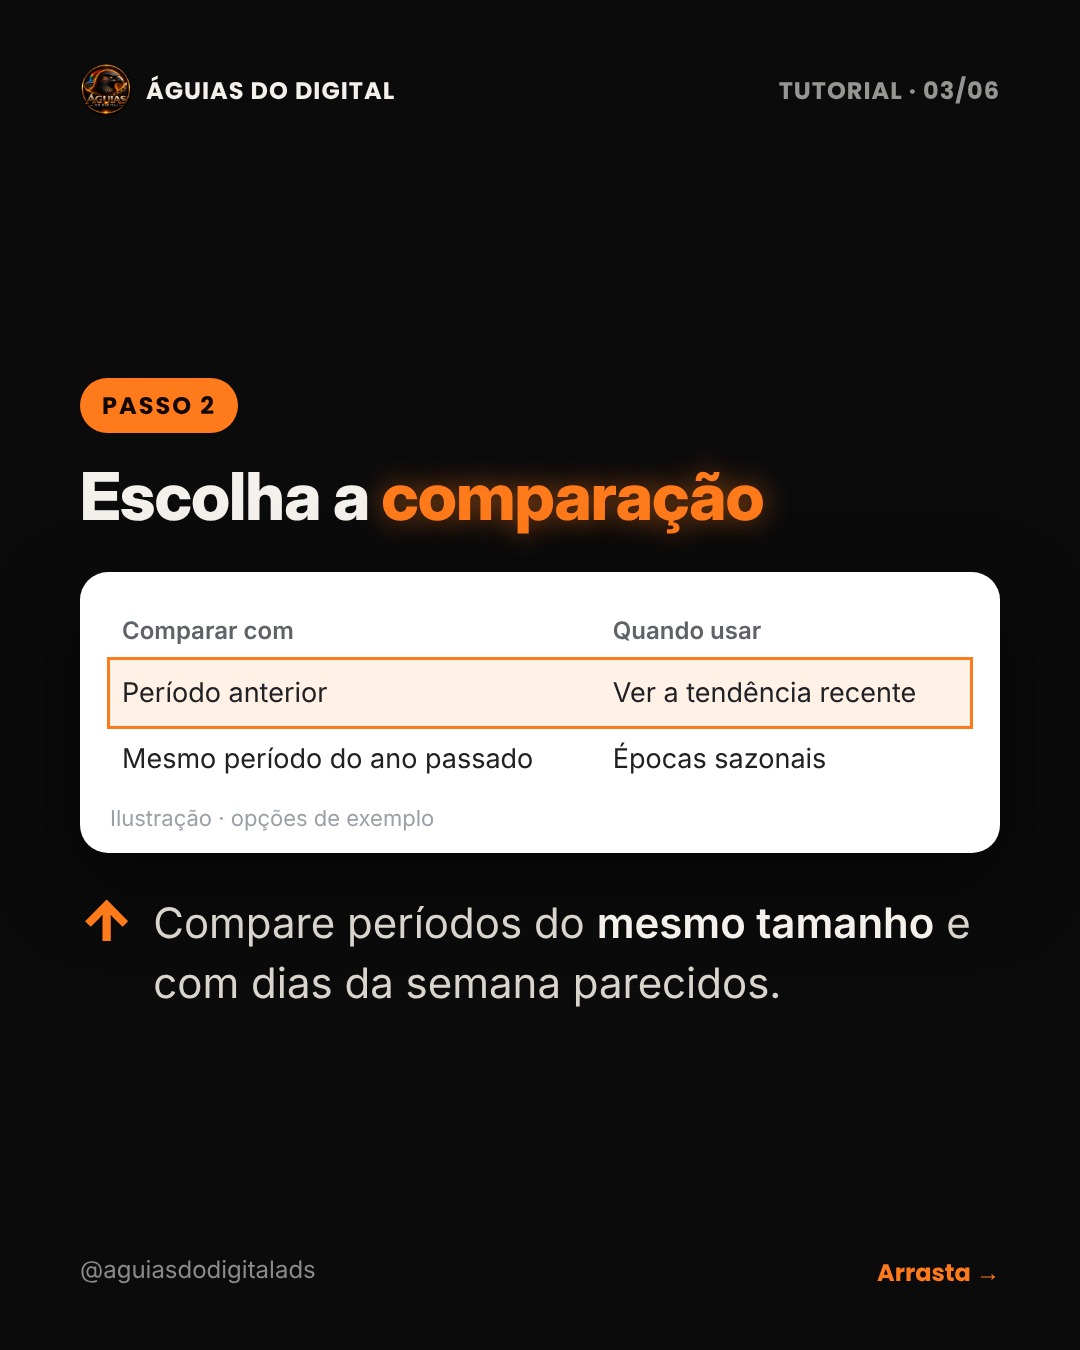 ÁGUIAS
ÁGUIAS DO DIGITAL
TUTORIAL · 03/06
PASSO 2
Escolha a comparação
Comparar com
Quando usar
Período anterior
Ver a tendência recente
Mesmo período do ano passado
Épocas sazonais
Ilustração · opções de exemplo
↑ Compare períodos do mesmo tamanho e
com dias da semana parecidos.
@aguiasdodigitalads
Arrasta →